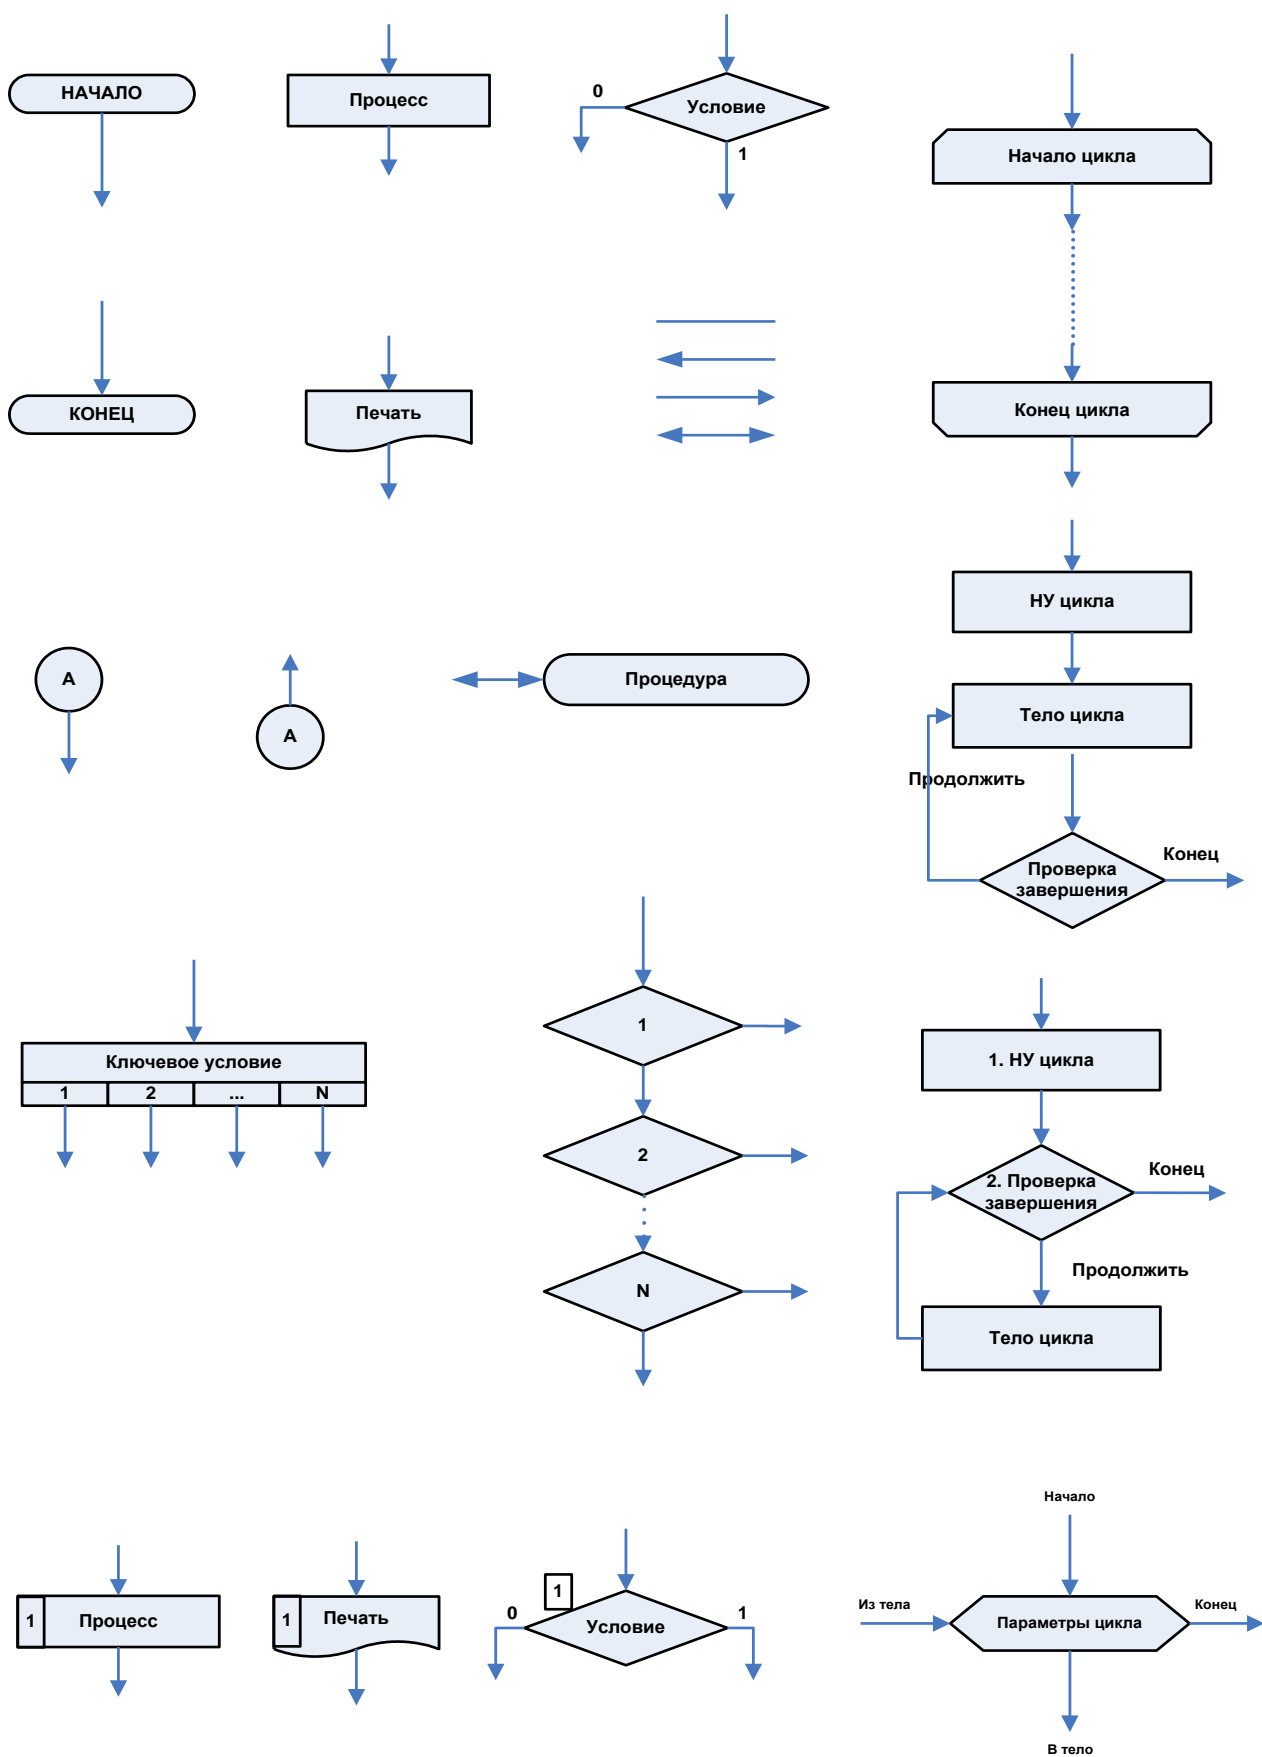 НАЧАЛО
Процесс
0
Условие
1
Начало цикла
КОНЕЦ
Печать
Конец цикла
НУ цикла
А
А
Процедура
Тело цикла
Продолжить
Проверка
завершения
Конец
Ключевое условие
1
2
...
N
1
2
N
1. НУ цикла
2. Проверка
завершения
Конец
Продолжить
Тело цикла
1
Процесс
1
Печать
1
0
Условие
1
Начало
Из тела
Параметры цикла
Конец
В тело